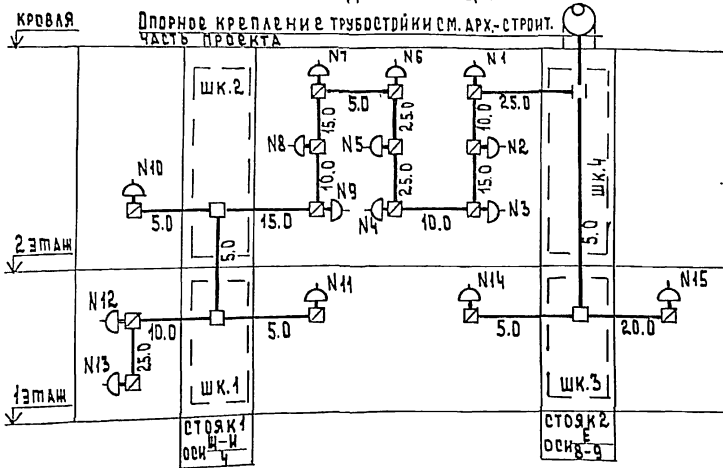 КРОВЛЯ
ОПОРНОЕ КРЕПЛЕНИЕ ТРУБОСТОЙКИ СМ. АРХ.-СТРОИТ.
ЧАСТЬ ПРОЕКТА
N7
N6
N1
ШК.2
5.0
25.0
15.0
25.0
10.0
N8
N5
N2
ШК.4
N10
10.0
25.0
15.0
N9
N4
N3
5.0
15.0
10.0
5.0
5.0
2 ЭТАЖ
N12
N11
N14
N15
10.0
5.0
5.0
20.0
25.0
N13
ШК.1
ШК.3
1 ЭТАЖ
СТОЯК 1
ОСИ Щ-И
4
СТОЯК 2
ОСИ Е
8-9